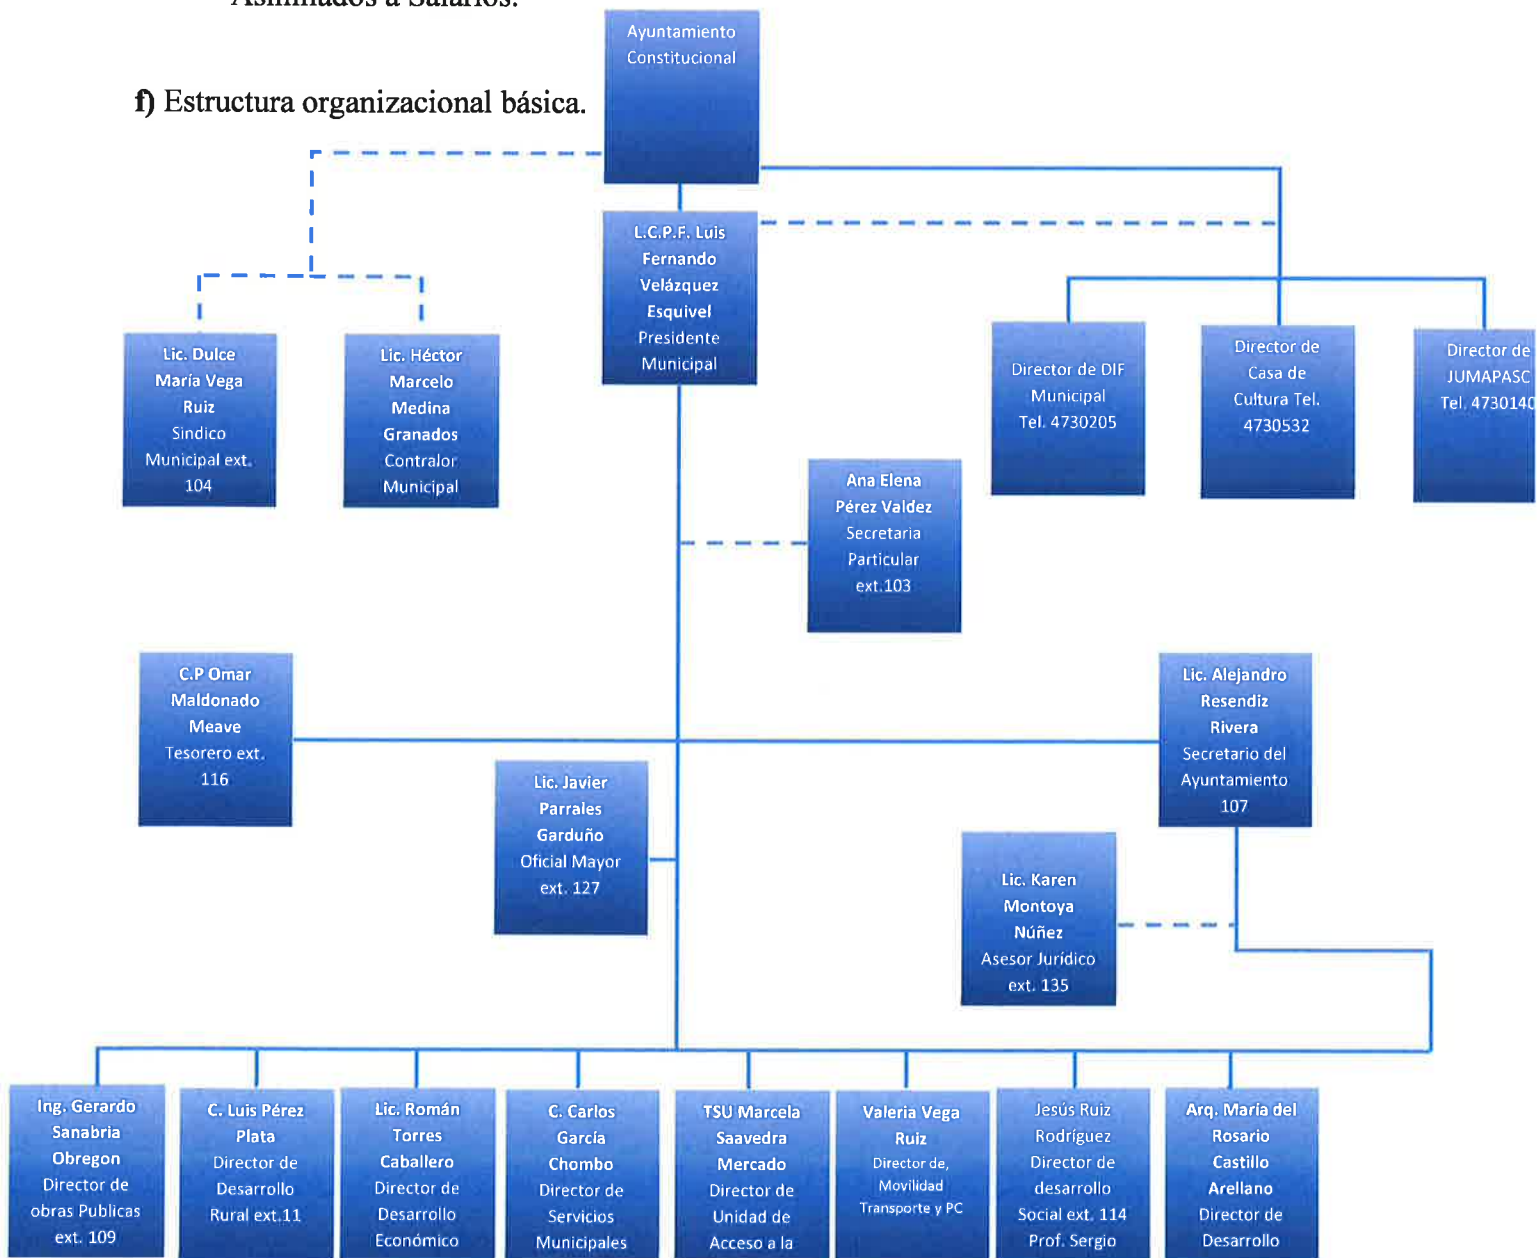 Asimilados a Salarios.
f) Estructura organizacional básica.
Ayuntamiento
Constitucional
L.C.P.F. Luis
Fernando
Velázquez
Esquivel
Presidente
Municipal
Lic. Dulce
María Vega
Ruiz
Sindico
Municipal ext.
104
Lic. Héctor
Marcelo
Medina
Granados
Contralor
Municipal
Director de DIF
Municipal
Tel. 4730205
Director de
Casa de
Cultura Tel.
4730532
Director de
JUMAPASC
Tel. 4730140
Ana Elena
Pérez Valdez
Secretaria
Particular
ext.103
C.P Omar
Maldonado
Meave
Tesorero ext.
116
Lic. Alejandro
Resendiz
Rivera
Secretario del
Ayuntamiento
107
Lic. Javier
Parrales
Garduño
Oficial Mayor
ext. 127
Lic. Karen
Montoya
Núñez
Asesor Jurídico
ext. 135
Ing. Gerardo
Sanabria
Obregon
Director de
obras Publicas
ext. 109
C. Luis Pérez
Plata
Director de
Desarrollo
Rural ext.11
Lic. Román
Torres
Caballero
Director de
Desarrollo
Económico
C. Carlos
García
Chombo
Director de
Servicios
Municipales
TSU Marcela
Saavedra
Mercado
Director de
Unidad de
Acceso a la
Valeria Vega
Ruiz
Director de,
Movilidad
Transporte y PC
Jesús Ruiz
Rodríguez
Director de
desarrollo
Social ext. 114
Prof. Sergio
Arq. María del
Rosario
Castillo
Arellano
Director de
Desarrollo